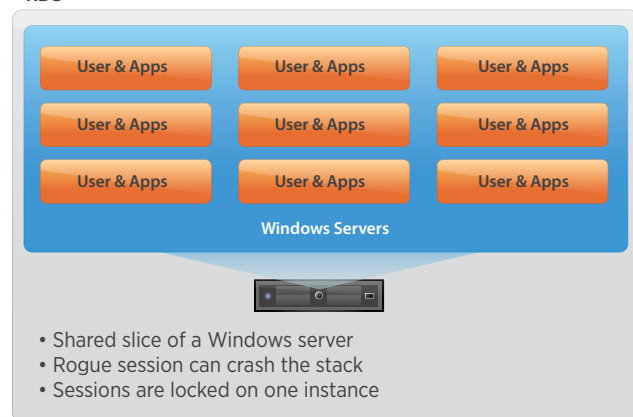 User & Apps User & Apps User & Apps
User & Apps User & Apps User & Apps
User & Apps User & Apps User & Apps
Windows Servers
• Shared slice of a Windows server
• Rogue session can crash the stack
• Sessions are locked on one instance